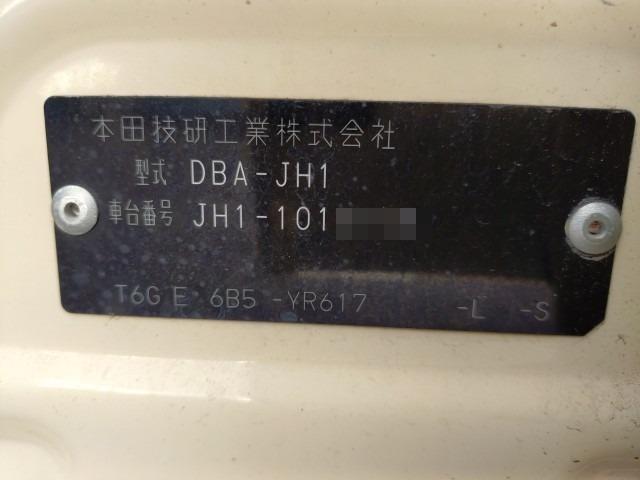 本田技研工業株式会社
型式 DBA-JH1
車台番号 JH1-101
T6G E 6B5 -YR617 -L -S